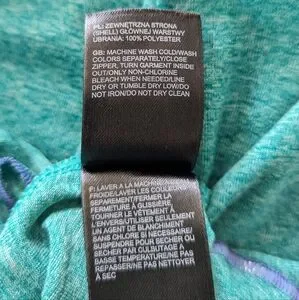 PL: ZEWNĘTRZNA STRONA
(SHELL) GŁÓWNEJ WARSTWY
UBRANIA: 100% POLYESTER
GB: MACHINE WASH COLD/WASH
COLORS SEPARATELY/CLOSE
ZIPPER, TURN GARMENT INSIDE
OUT/ONLY NON-CHLORINE
BLEACH WHEN NEEDED/LINE
DRY OR TUMBLE DRY LOW/DO
NOT IRON/DO NOT DRY CLEAN
F: LAVER A LA MACHINE
FROIDE/LAVER LES COULEURS
SEPAREMENT/FERMER LA
FERMETURE À GLISSIÈRE
TOURNER LE VÊTEMENT À
L'ENVERS/UTILISER SEULEMENT
UN AGENT DE BLANCHIMENT
SANS CHLORE SI NECESSAIRE/
SUSPENDRE POUR SÉCHER OU
SÉCHER PAR CULBUTAGE À
BASSE TEMPÉRATURE/NE PAS
REPASSER/NE PAS NETTOYER
À SEC